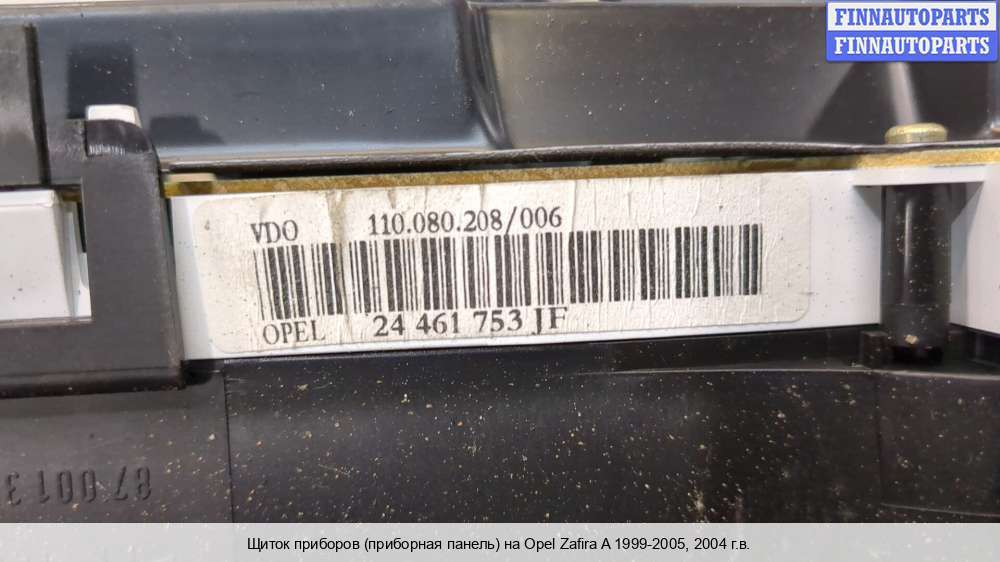 FINNAUTOPARTS
FINNAUTOPARTS
VDO 110.080.208/006
OPEL 24 461 753 JF
87 001 3
Щиток приборов (приборная панель) на Opel Zafira A 1999-2005, 2004 г.в.